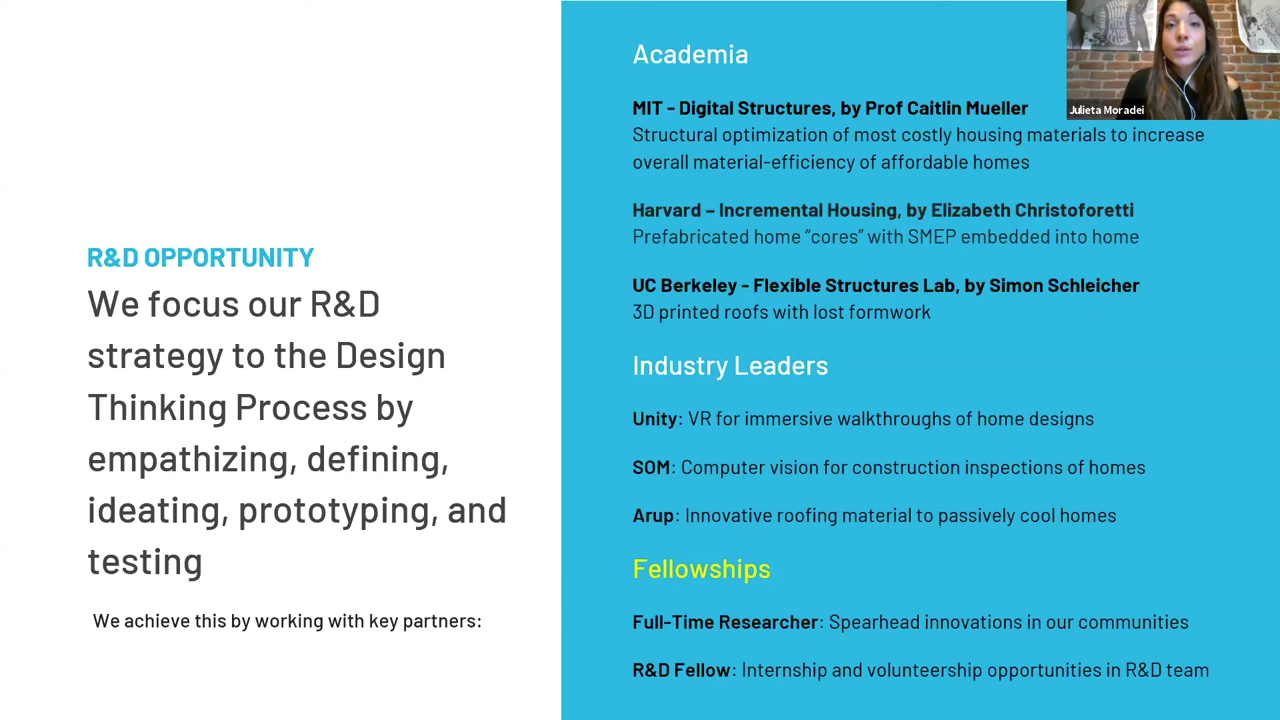 R&D OPPORTUNITY
We focus our R&D
strategy to the Design
Thinking Process by
empathizing, defining,
ideating, prototyping, and
testing
We achieve this by working with key partners:
Academia
MIT - Digital Structures, by Prof Caitlin Mueller
Structural optimization of most costly housing materials to increase
overall material-efficiency of affordable homes
Harvard – Incremental Housing, by Elizabeth Christoforetti
Prefabricated home “cores” with SMEP embedded into home
UC Berkeley - Flexible Structures Lab, by Simon Schleicher
3D printed roofs with lost formwork
Industry Leaders
Unity: VR for immersive walkthroughs of home designs
SOM: Computer vision for construction inspections of homes
Arup: Innovative roofing material to passively cool homes
Fellowships
Full-Time Researcher: Spearhead innovations in our communities
R&D Fellow: Internship and volunteership opportunities in R&D team
Julieta Moradei